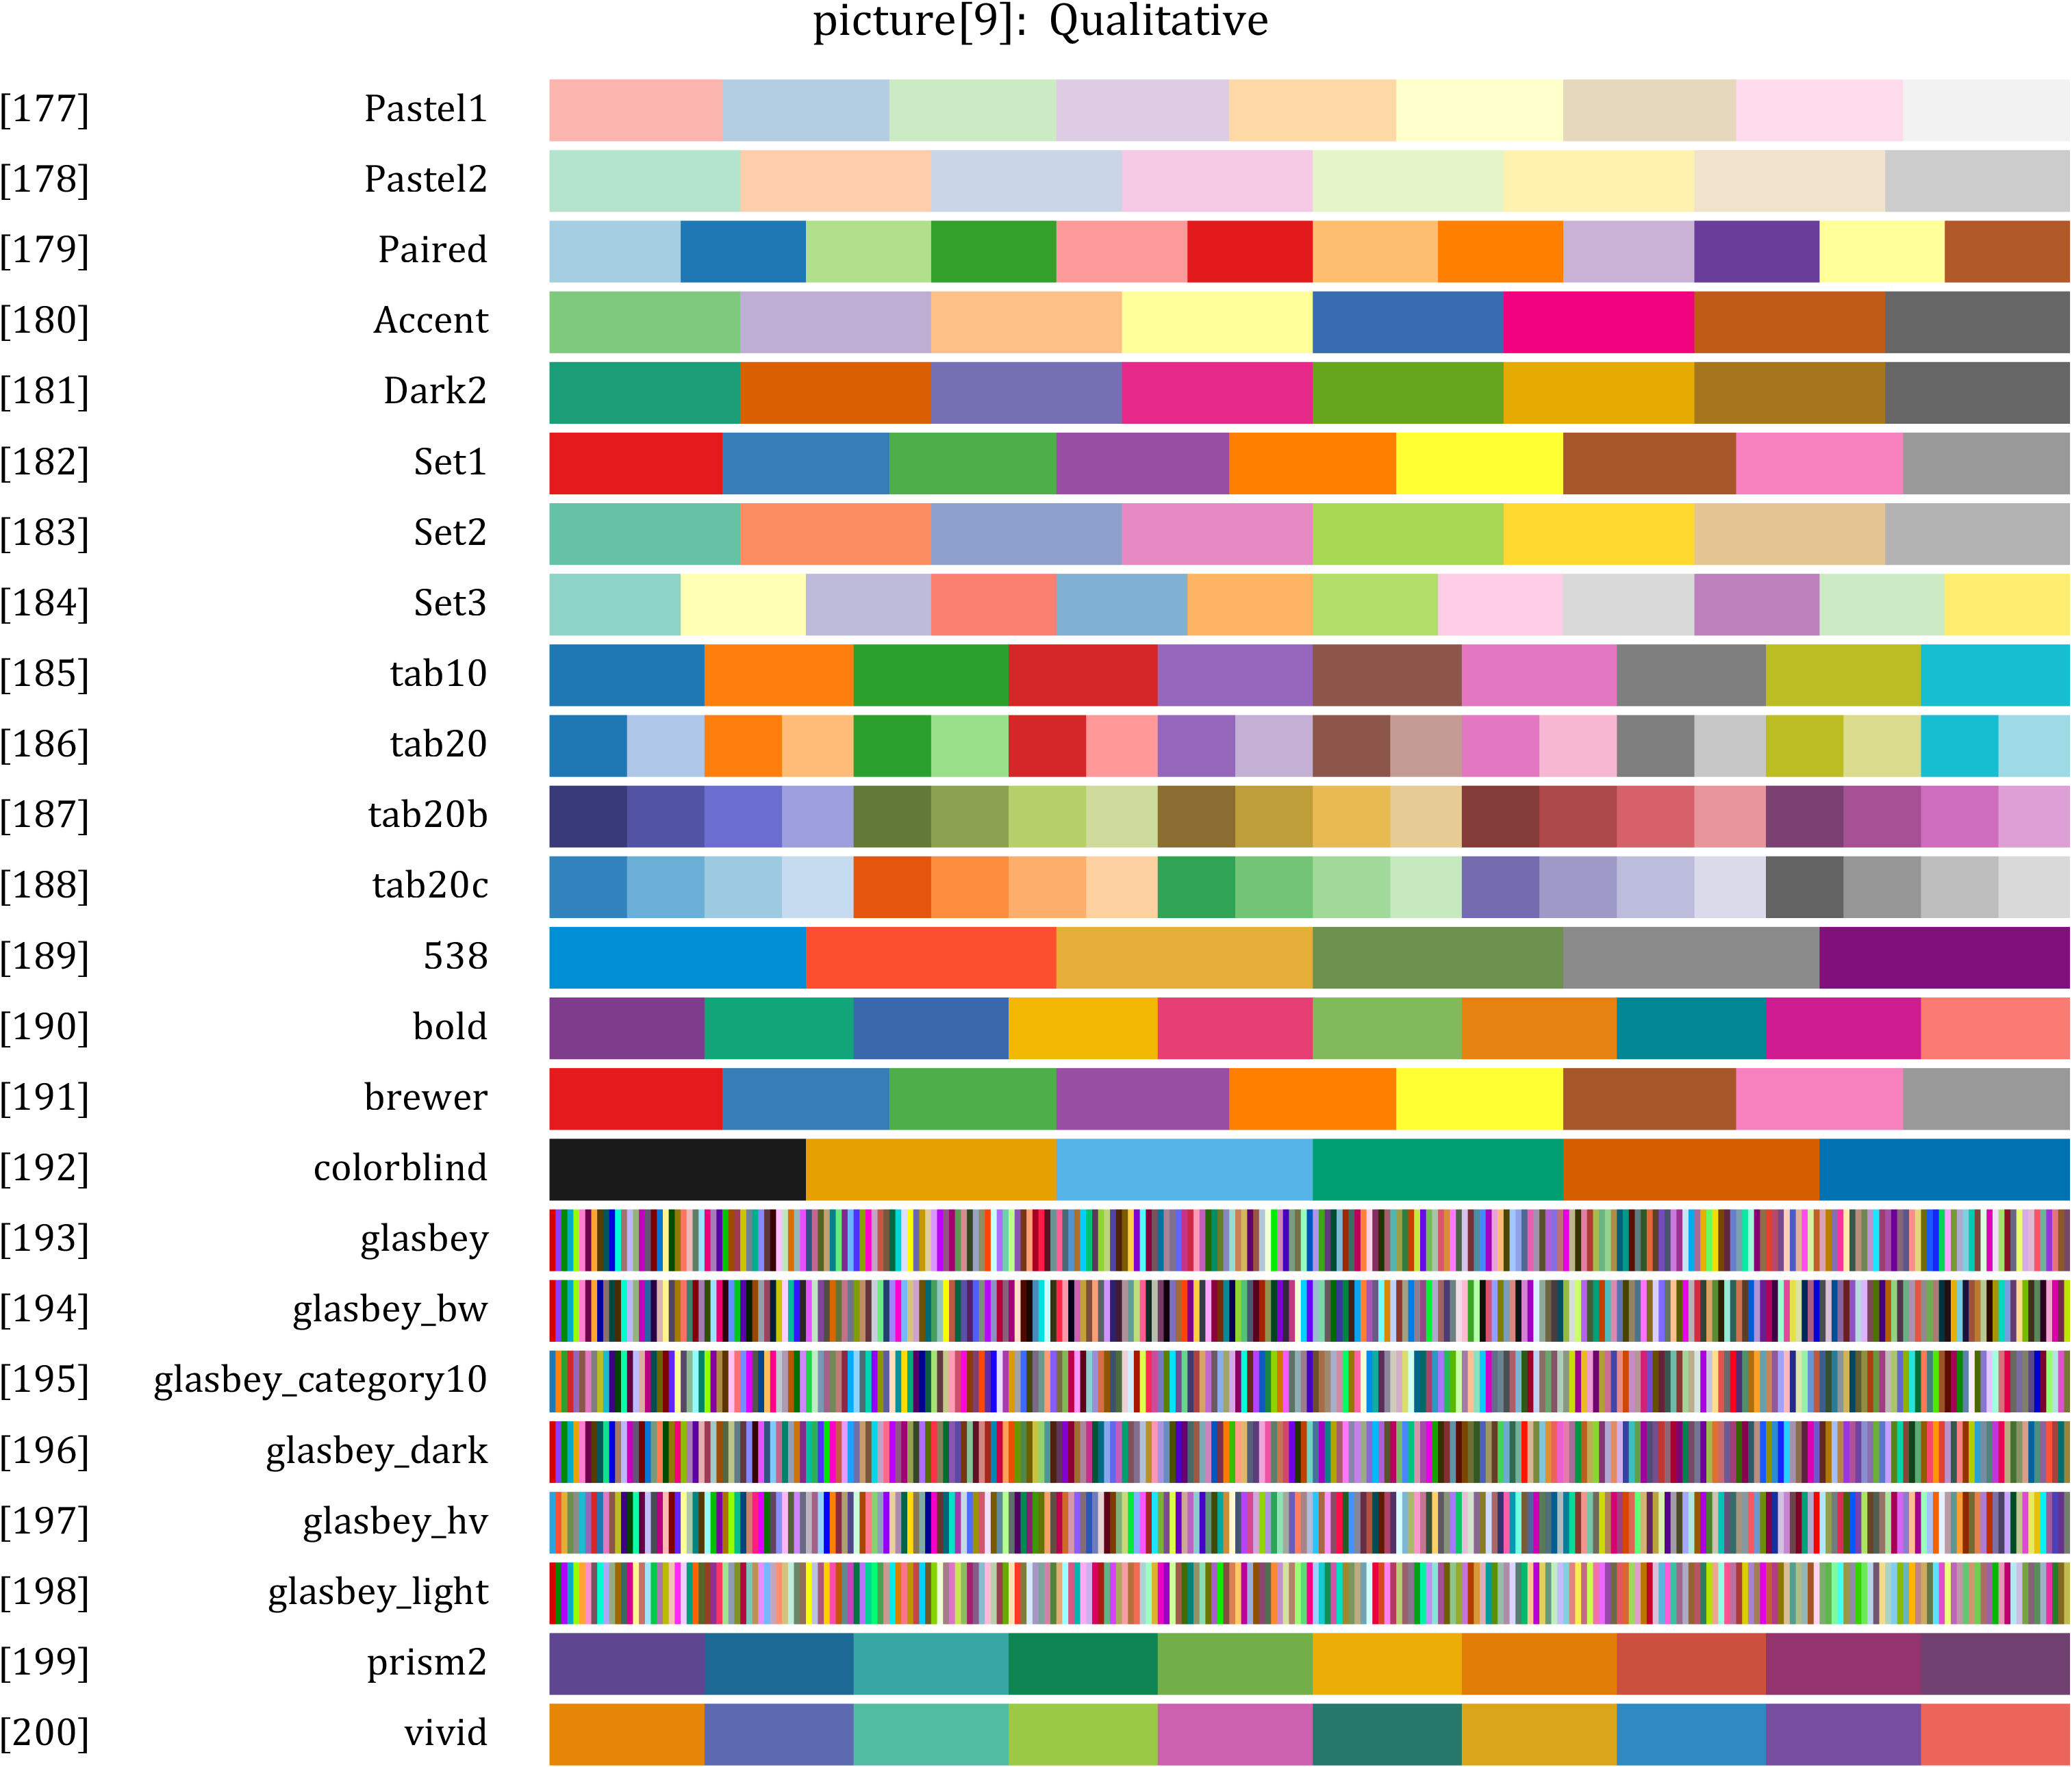 picture[9]: Qualitative
[177] Pastel1
[178] Pastel2
[179] Paired
[180] Accent
[181] Dark2
[182] Set1
[183] Set2
[184] Set3
[185] tab10
[186] tab20
[187] tab20b
[188] tab20c
[189] 538
[190] bold
[191] brewer
[192] colorblind
[193] glasbey
[194] glasbey_bw
[195] glasbey_category10
[196] glasbey_dark
[197] glasbey_hv
[198] glasbey_light
[199] prism2
[200] vivid